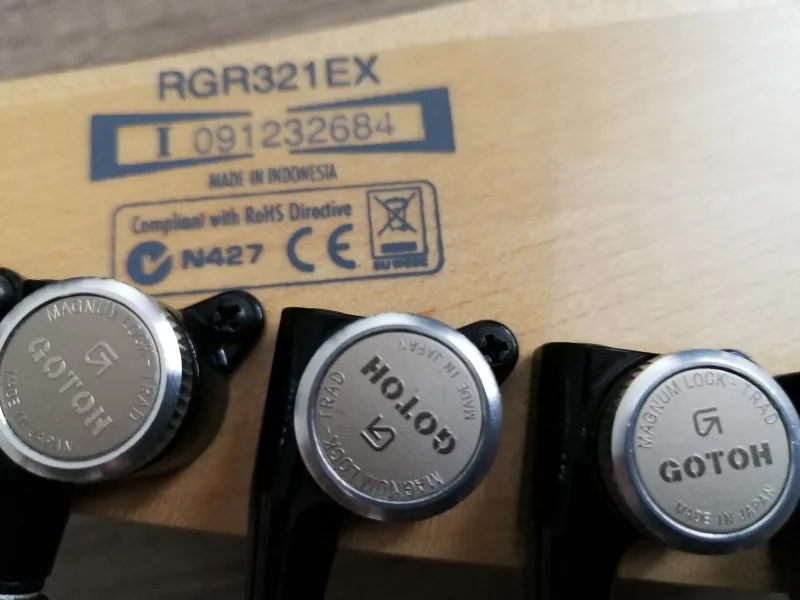 RGR321EX
I 091232684
MADE IN INDONESIA
Compliant with RoHS Directive
N427 CE
MAGNUM LOCK-TRAD
GOTOH
MADE IN JAPAN
MAGNUM LOCK-TRAD
GOTOH
MADE IN JAPAN
MAGNUM LOCK-TRAD
GOTOH
MADE IN JAPAN